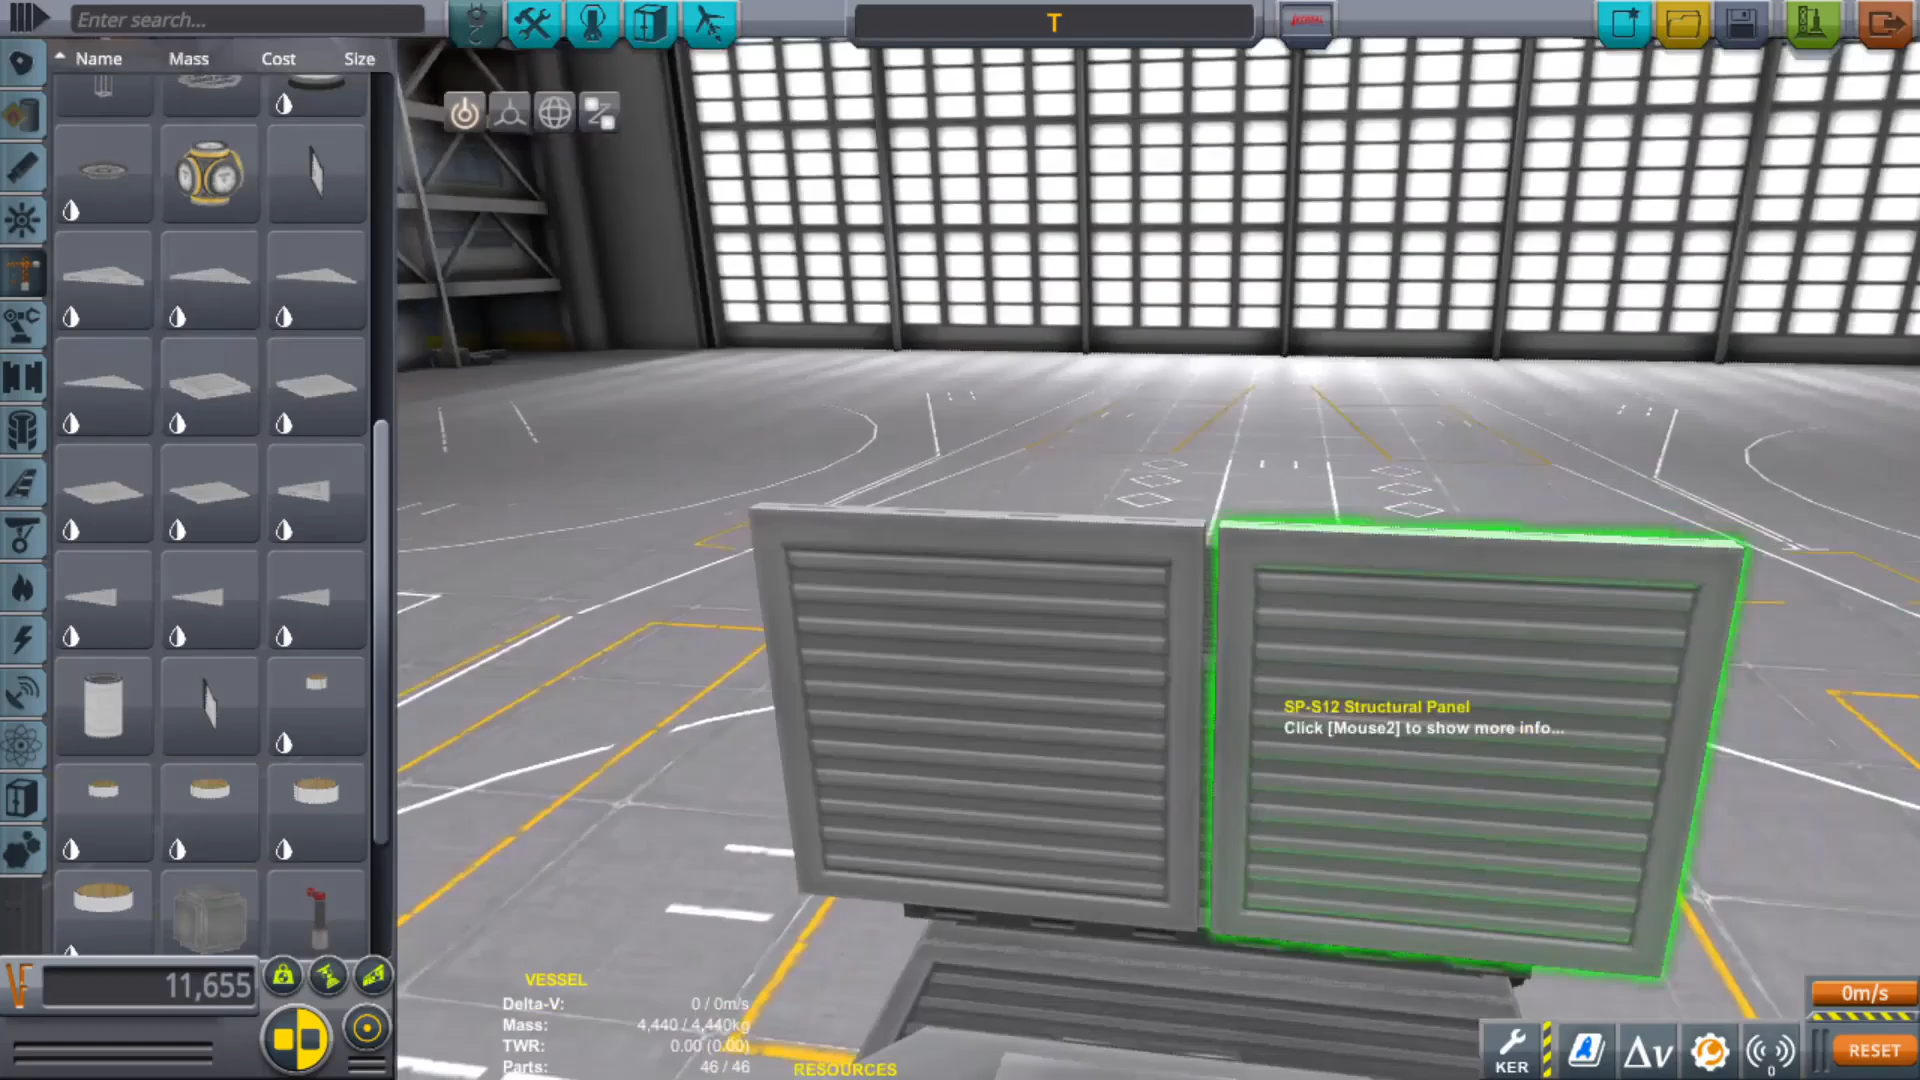 Enter search...
T
Name Mass Cost Size
SP-S12 Structural Panel
Click [Mouse2] to show more info...
11,655
VESSEL
Delta-V: 0 / 0m/s
Mass: 4,440 / 4,440kg
TWR: 0.00 (0.00)
Parts: 46 / 46
RESOURCES
0m/s
KER
Δv
0
RESET